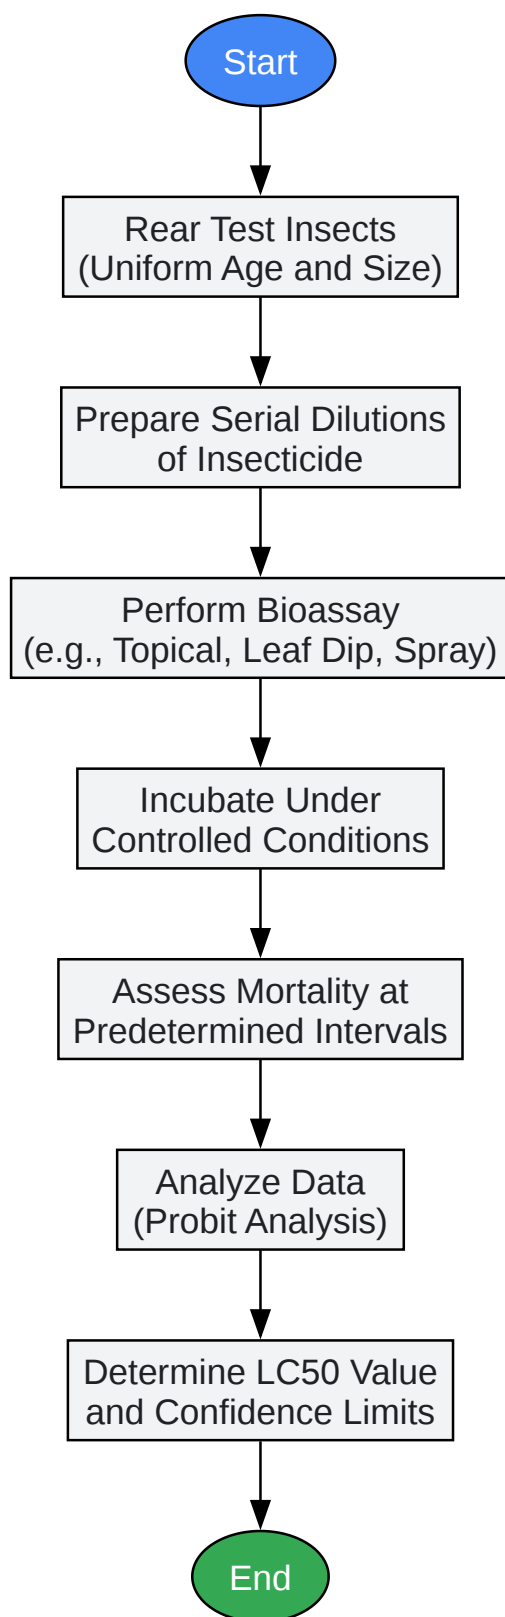 Start
Rear Test Insects
(Uniform Age and Size)
Prepare Serial Dilutions
of Insecticide
Perform Bioassay
(e.g., Topical, Leaf Dip, Spray)
Incubate Under
Controlled Conditions
Assess Mortality at
Predetermined Intervals
Analyze Data
(Probit Analysis)
Determine LC50 Value
and Confidence Limits
End